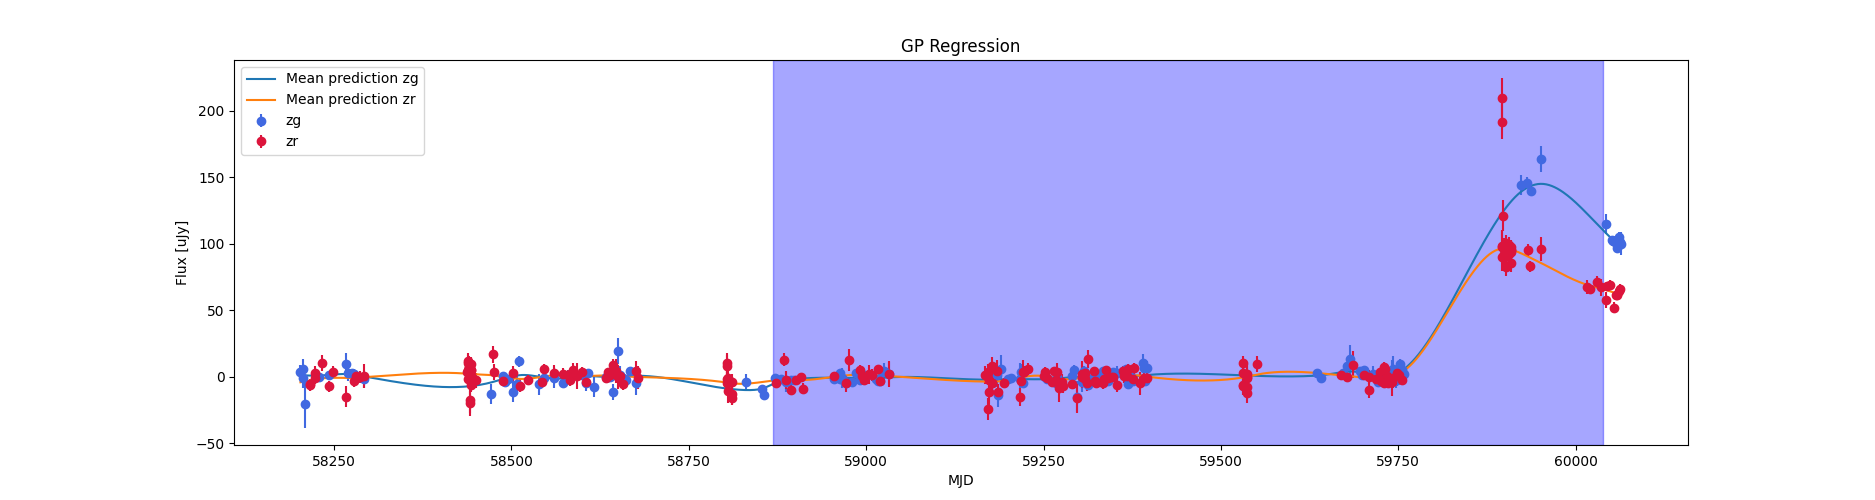 GP Regression
Mean prediction zg
Mean prediction zr
zg
zr
Flux [uJy]
200
150
100
50
0
−50
58250 58500 58750 59000 59250 59500 59750 60000
MJD